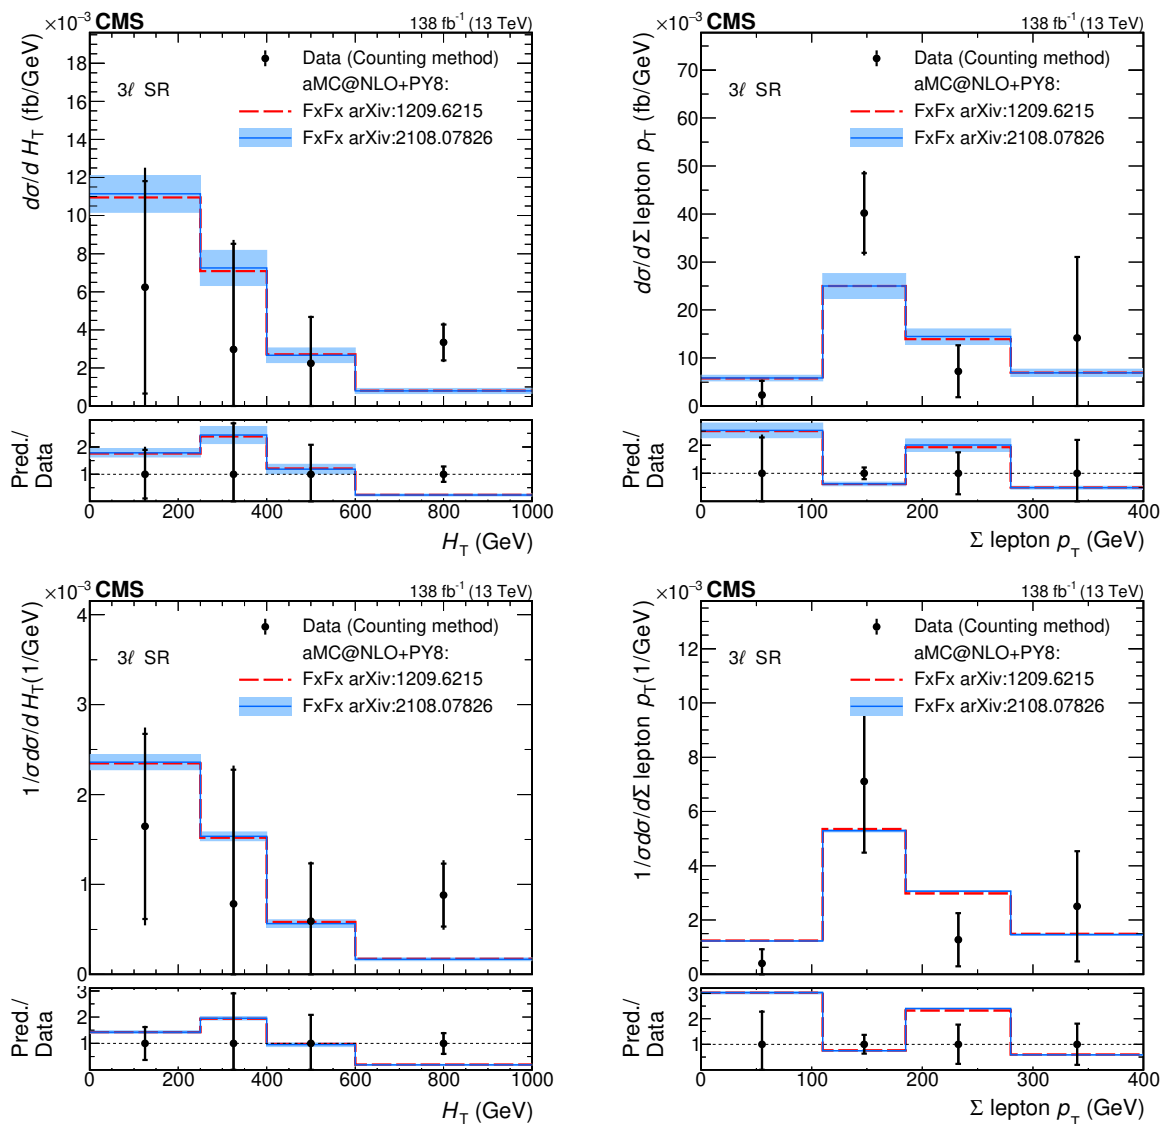 ×10⁻³ CMS 138 fb⁻¹ (13 TeV)
dσ/d H_T (fb/GeV)
3ℓ SR
Data (Counting method)
aMC@NLO+PY8:
FxFx arXiv:1209.6215
FxFx arXiv:2108.07826
18
16
14
12
10
8
6
4
2
0
Pred./
Data
2
1
0 200 400 600 800 1000
H_T (GeV)
×10⁻³ CMS 138 fb⁻¹ (13 TeV)
dσ/dΣ lepton p_T (fb/GeV)
3ℓ SR
Data (Counting method)
aMC@NLO+PY8:
FxFx arXiv:1209.6215
FxFx arXiv:2108.07826
70
60
50
40
30
20
10
0
Pred./
Data
2
1
0 100 200 300 400
Σ lepton p_T (GeV)
×10⁻³ CMS 138 fb⁻¹ (13 TeV)
1/σdσ/d H_T(1/GeV)
3ℓ SR
Data (Counting method)
aMC@NLO+PY8:
FxFx arXiv:1209.6215
FxFx arXiv:2108.07826
4
3
2
1
0
Pred./
Data
3
2
1
0 200 400 600 800 1000
H_T (GeV)
×10⁻³ CMS 138 fb⁻¹ (13 TeV)
1/σdσ/dΣ lepton p_T(1/GeV)
3ℓ SR
Data (Counting method)
aMC@NLO+PY8:
FxFx arXiv:1209.6215
FxFx arXiv:2108.07826
12
10
8
6
4
2
0
Pred./
Data
3
2
1
0 100 200 300 400
Σ lepton p_T (GeV)